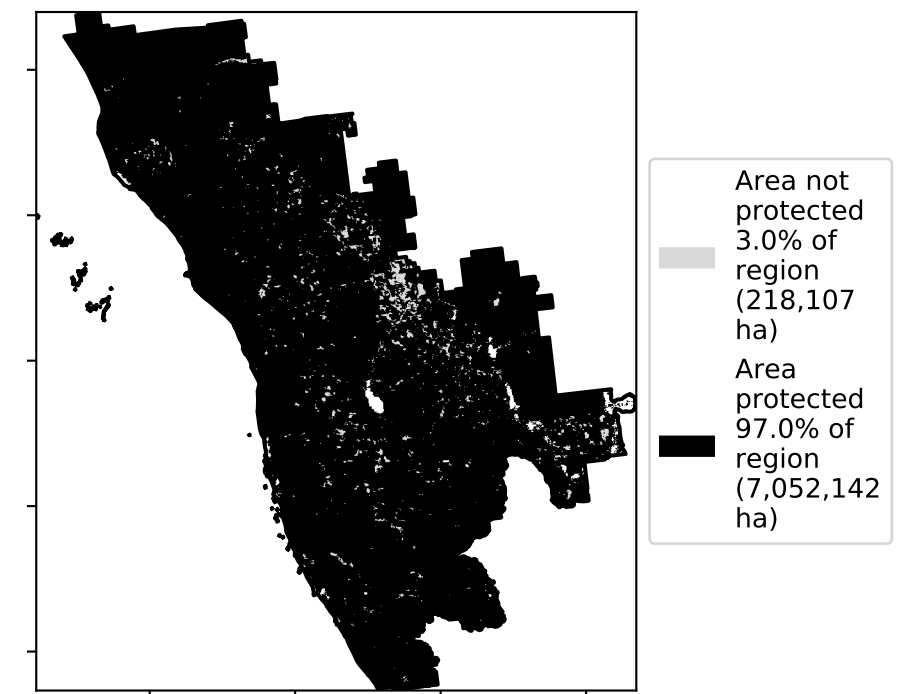 Area not
protected
3.0% of
region
(218,107
ha)
Area
protected
97.0% of
region
(7,052,142
ha)